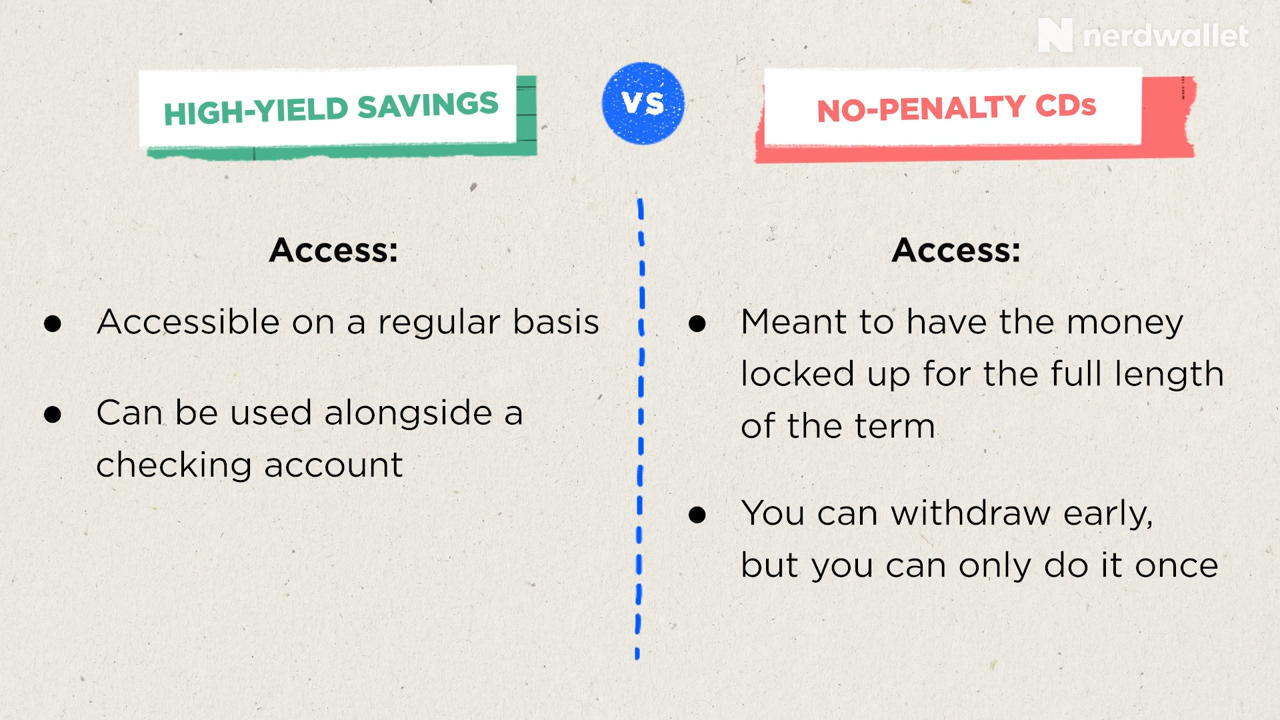 nerdwallet
HIGH-YIELD SAVINGS
VS
NO-PENALTY CDs
Access:
● Accessible on a regular basis
● Can be used alongside a
checking account
Access:
● Meant to have the money
locked up for the full length
of the term
● You can withdraw early,
but you can only do it once